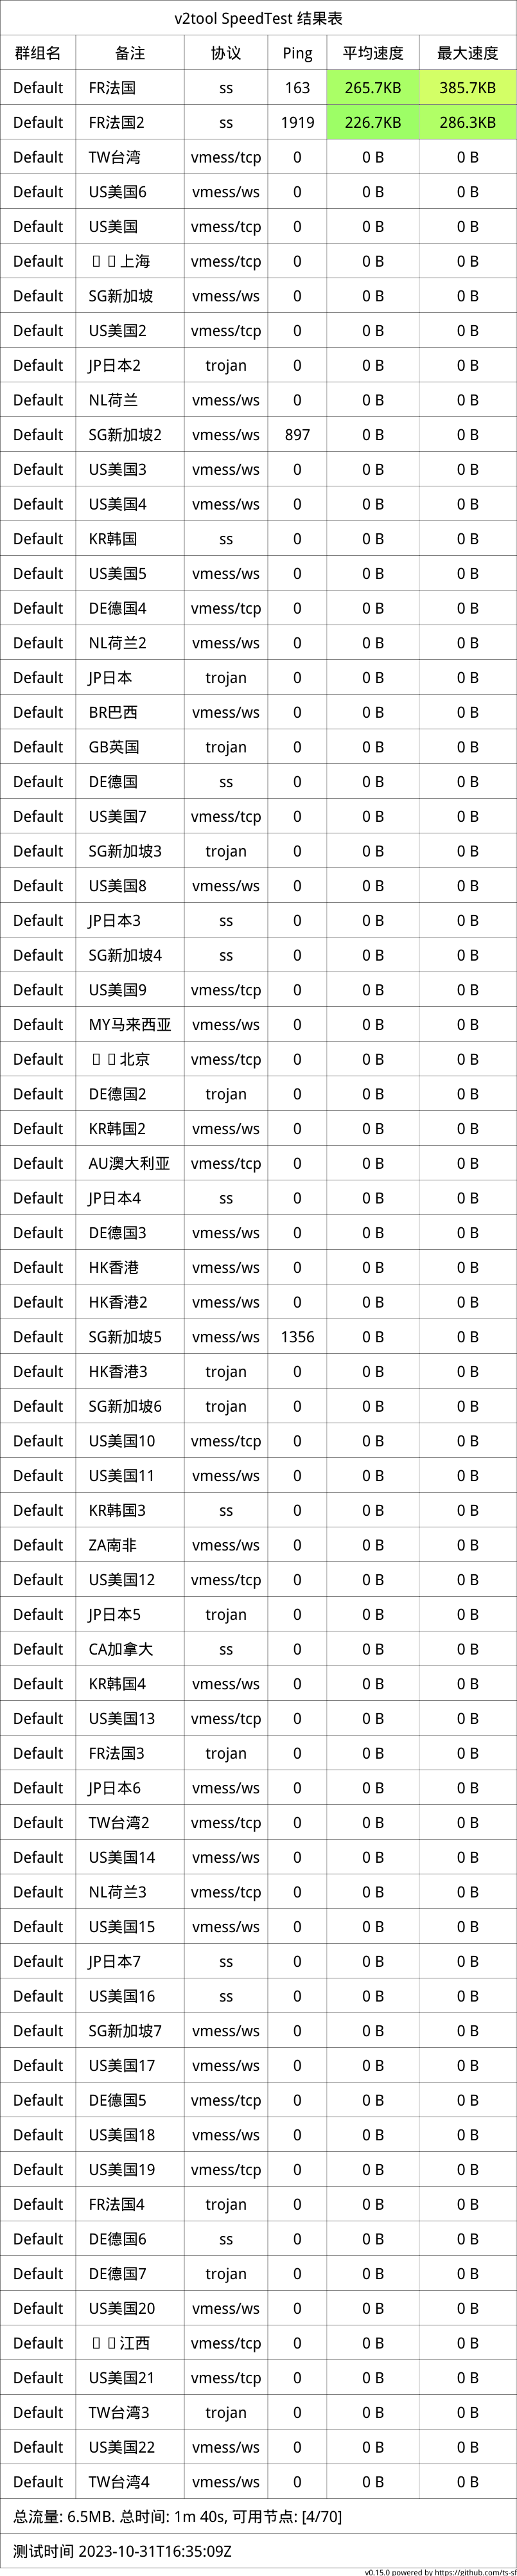 v2tool SpeedTest 结果表
群组名 备注 协议 Ping 平均速度 最大速度
Default FR法国 ss 163 265.7KB 385.7KB
Default FR法国2 ss 1919 226.7KB 286.3KB
Default TW台湾 vmess/tcp 0 0 B 0 B
Default US美国6 vmess/ws 0 0 B 0 B
Default US美国 vmess/tcp 0 0 B 0 B
Default 上海 vmess/tcp 0 0 B 0 B
Default SG新加坡 vmess/ws 0 0 B 0 B
Default US美国2 vmess/tcp 0 0 B 0 B
Default JP日本2 trojan 0 0 B 0 B
Default NL荷兰 vmess/ws 0 0 B 0 B
Default SG新加坡2 vmess/ws 897 0 B 0 B
Default US美国3 vmess/ws 0 0 B 0 B
Default US美国4 vmess/ws 0 0 B 0 B
Default KR韩国 ss 0 0 B 0 B
Default US美国5 vmess/ws 0 0 B 0 B
Default DE德国4 vmess/tcp 0 0 B 0 B
Default NL荷兰2 vmess/ws 0 0 B 0 B
Default JP日本 trojan 0 0 B 0 B
Default BR巴西 vmess/ws 0 0 B 0 B
Default GB英国 trojan 0 0 B 0 B
Default DE德国 ss 0 0 B 0 B
Default US美国7 vmess/tcp 0 0 B 0 B
Default SG新加坡3 trojan 0 0 B 0 B
Default US美国8 vmess/ws 0 0 B 0 B
Default JP日本3 ss 0 0 B 0 B
Default SG新加坡4 ss 0 0 B 0 B
Default US美国9 vmess/tcp 0 0 B 0 B
Default MY马来西亚 vmess/ws 0 0 B 0 B
Default 北京 vmess/tcp 0 0 B 0 B
Default DE德国2 trojan 0 0 B 0 B
Default KR韩国2 vmess/ws 0 0 B 0 B
Default AU澳大利亚 vmess/tcp 0 0 B 0 B
Default JP日本4 ss 0 0 B 0 B
Default DE德国3 vmess/ws 0 0 B 0 B
Default HK香港 vmess/ws 0 0 B 0 B
Default HK香港2 vmess/ws 0 0 B 0 B
Default SG新加坡5 vmess/ws 1356 0 B 0 B
Default HK香港3 trojan 0 0 B 0 B
Default SG新加坡6 trojan 0 0 B 0 B
Default US美国10 vmess/tcp 0 0 B 0 B
Default US美国11 vmess/ws 0 0 B 0 B
Default KR韩国3 ss 0 0 B 0 B
Default ZA南非 vmess/ws 0 0 B 0 B
Default US美国12 vmess/tcp 0 0 B 0 B
Default JP日本5 trojan 0 0 B 0 B
Default CA加拿大 ss 0 0 B 0 B
Default KR韩国4 vmess/ws 0 0 B 0 B
Default US美国13 vmess/tcp 0 0 B 0 B
Default FR法国3 trojan 0 0 B 0 B
Default JP日本6 vmess/ws 0 0 B 0 B
Default TW台湾2 vmess/tcp 0 0 B 0 B
Default US美国14 vmess/ws 0 0 B 0 B
Default NL荷兰3 vmess/tcp 0 0 B 0 B
Default US美国15 vmess/ws 0 0 B 0 B
Default JP日本7 ss 0 0 B 0 B
Default US美国16 ss 0 0 B 0 B
Default SG新加坡7 vmess/ws 0 0 B 0 B
Default US美国17 vmess/ws 0 0 B 0 B
Default DE德国5 vmess/tcp 0 0 B 0 B
Default US美国18 vmess/ws 0 0 B 0 B
Default US美国19 vmess/tcp 0 0 B 0 B
Default FR法国4 trojan 0 0 B 0 B
Default DE德国6 ss 0 0 B 0 B
Default DE德国7 trojan 0 0 B 0 B
Default US美国20 vmess/ws 0 0 B 0 B
Default 江西 vmess/tcp 0 0 B 0 B
Default US美国21 vmess/tcp 0 0 B 0 B
Default TW台湾3 trojan 0 0 B 0 B
Default US美国22 vmess/ws 0 0 B 0 B
Default TW台湾4 vmess/ws 0 0 B 0 B
总流量: 6.5MB. 总时间: 1m 40s, 可用节点: [4/70]
测试时间 2023-10-31T16:35:09Z
v0.15.0 powered by https://github.com/ts-sf